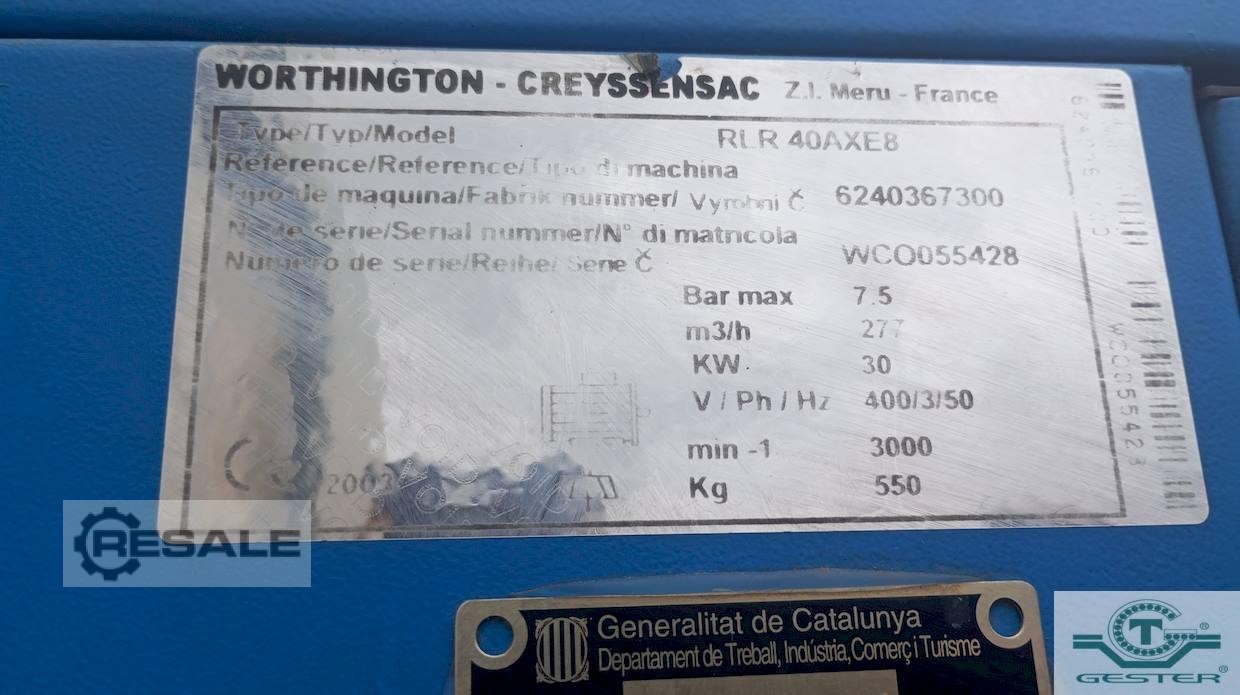 WORTHINGTON - CREYSSENSAC Z.I. Meru - France
Type/Typ/Model RLR 40AXE8
Reference/Reference/Tipo di machina
Tipo de maquina/Fabrik nummer/ Vyrobni Č 6240367300
N° de serie/Serial nummer/N° di matricola
Numero de serie/Reihe/ Serie Č WCO055428
Bar max 7.5
m3/h 277
KW 30
V / Ph / Hz 400/3/50
min -1 3000
Kg 550
WCO055428
RESALE
Generalitat de Catalunya
Departament de Treball, Indústria, Comerç i Turisme
GESTER®